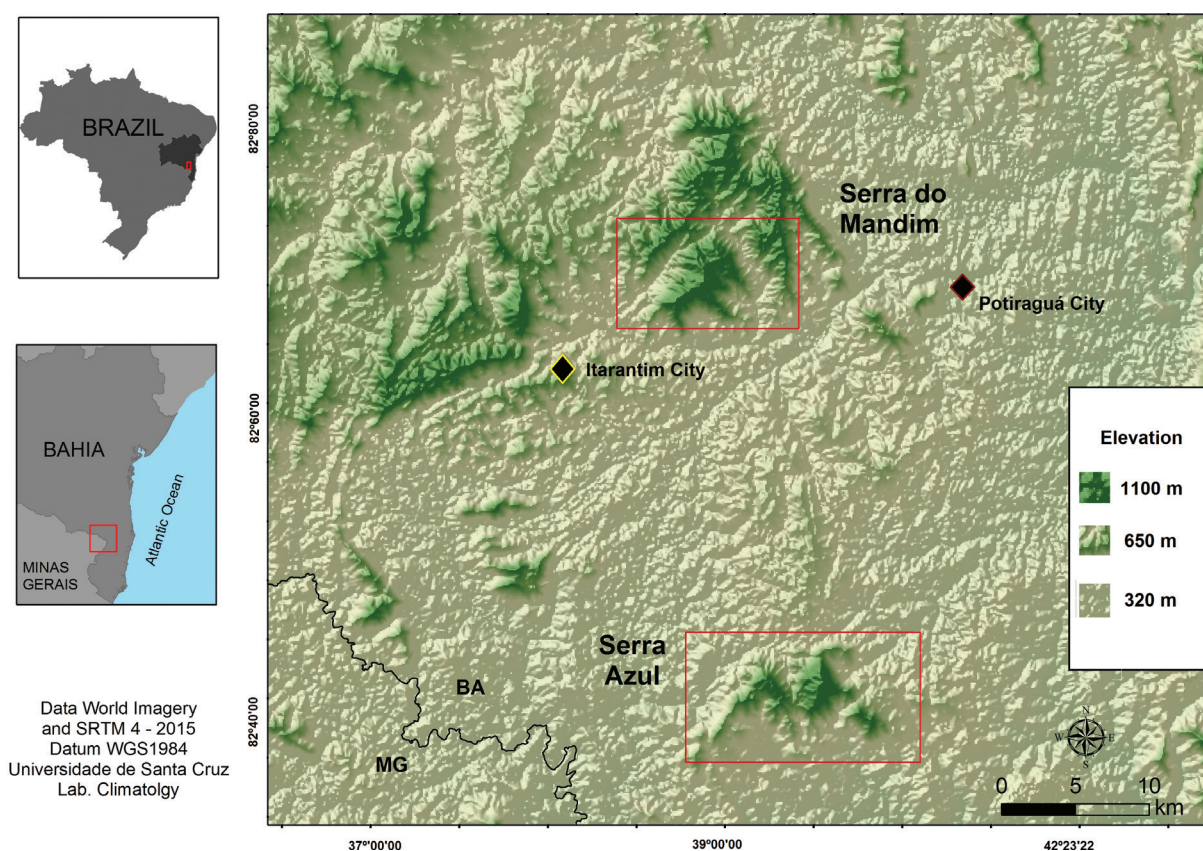 BRAZIL
BAHIA
Atlantic Ocean
MINAS
GERAIS
Data World Imagery
and SRTM 4 - 2015
Datum WGS1984
Universidade de Santa Cruz
Lab. Climatolgy
82°80'00"
82°60'00"
82°40'00"
37°00'00"
39°00'00"
42°23'22
Serra do
Mandim
Potiraguá City
Itarantim City
Serra
Azul
BA
MG
Elevation
1100 m
650 m
320 m
N
W
E
S
0 5 10
km